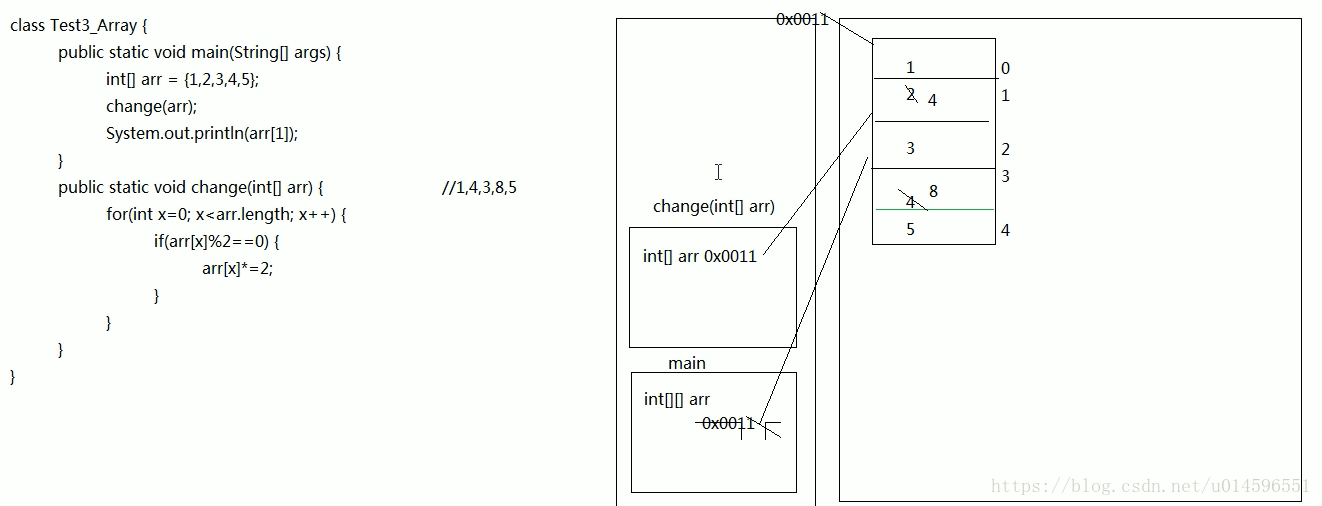 class Test3_Array {
public static void main(String[] args) {
int[] arr = {1,2,3,4,5};
change(arr);
System.out.println(arr[1]);
}
public static void change(int[] arr) { //1,4,3,8,5
for(int x=0; x<arr.length; x++) {
if(arr[x]%2==0) {
arr[x]*=2;
}
}
}
}
change(int[] arr)
int[] arr 0x0011
main
int[][] arr
0x0011
0x0011
1 0
2 4 1
3 2
3
4 8
5 4
https://blog.csdn.net/u014596551